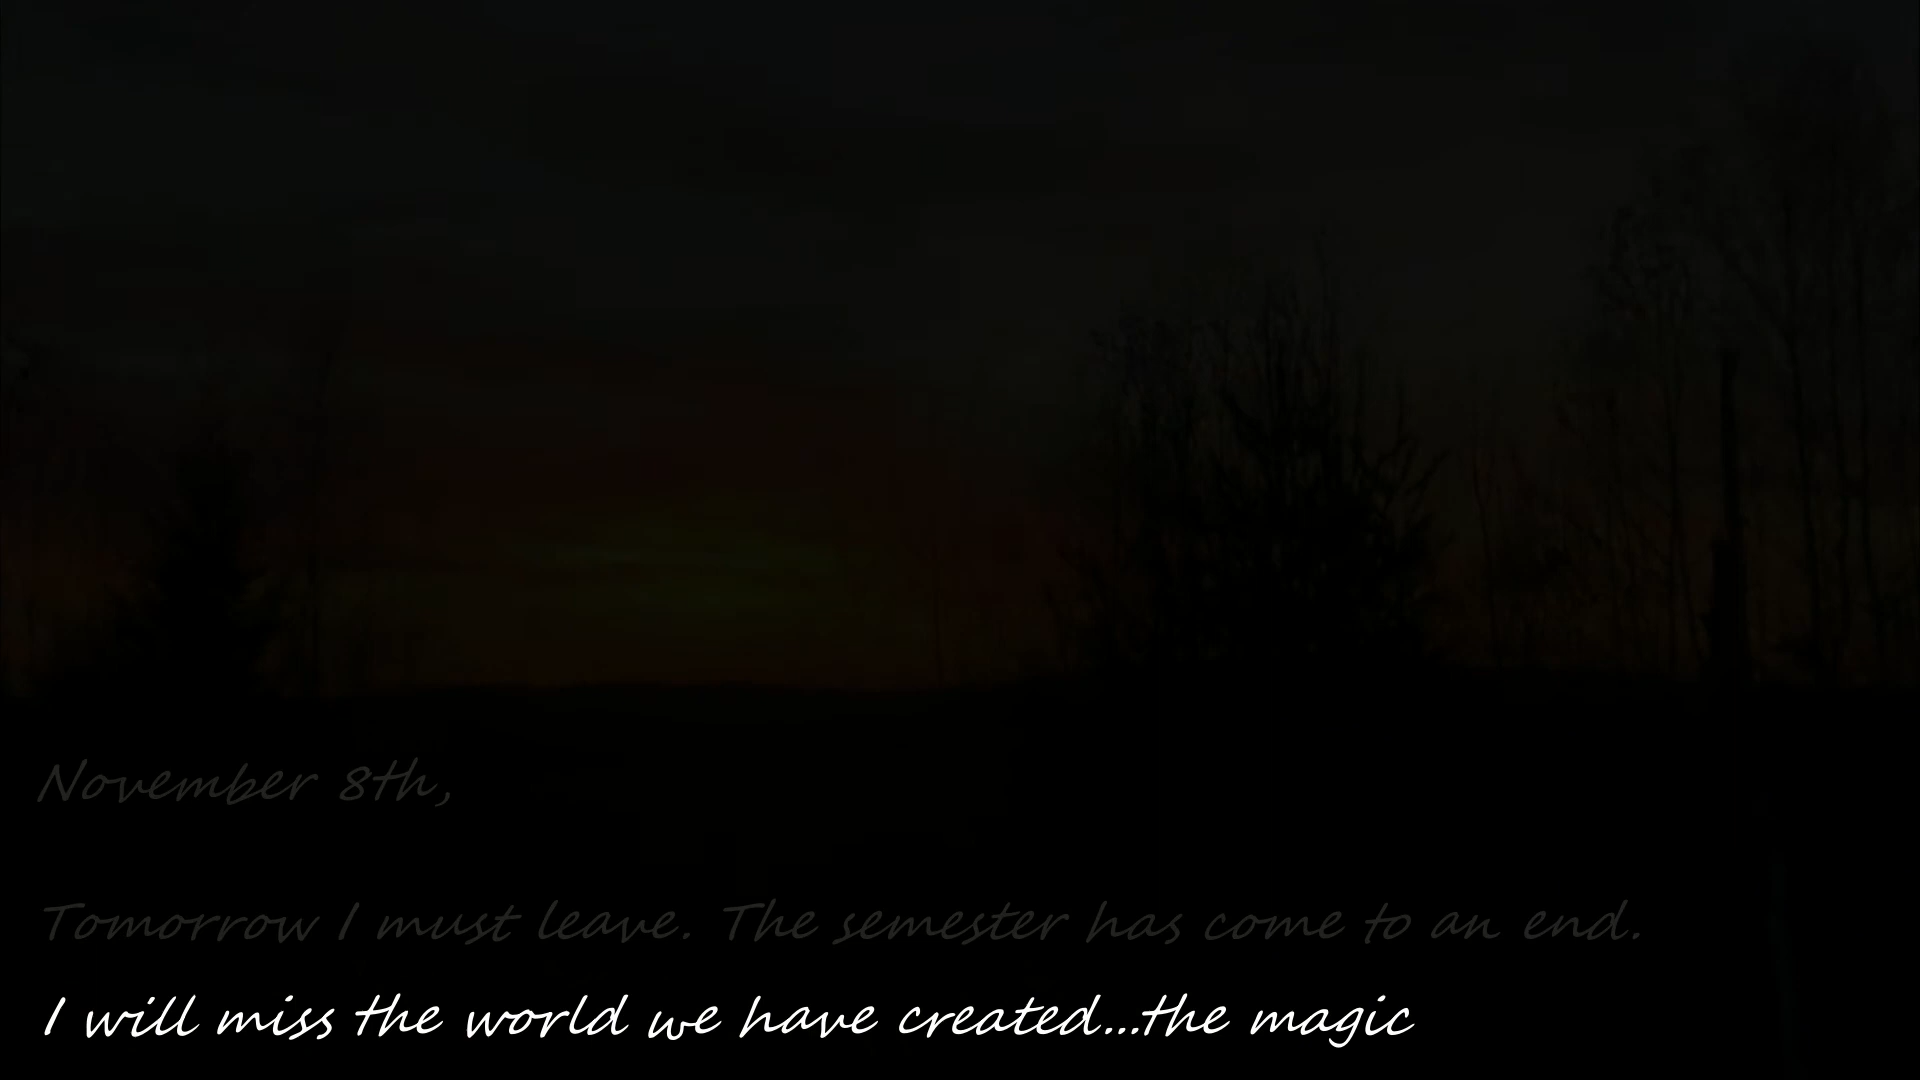 November 8th,
Tomorrow I must leave. The semester has come to an end.
I will miss the world we have created...the magic